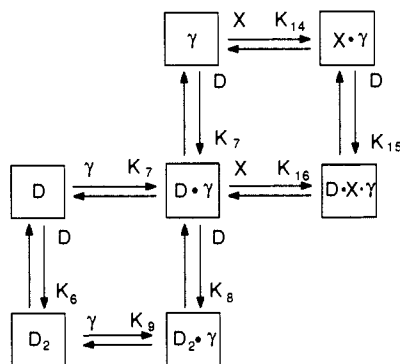 X K₁₄
γ X·γ
D D
K₇ K₁₅
γ K₇ X K₁₆
D D·γ D·X·γ
D D
K₆ K₈
γ K₉
D₂ D₂·γ